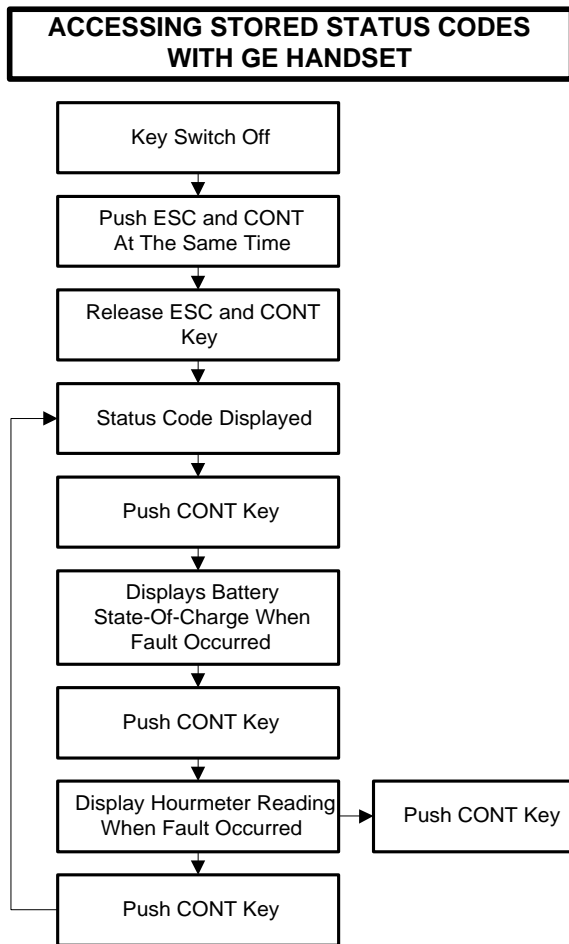 ACCESSING STORED STATUS CODES
WITH GE HANDSET
Key Switch Off
Push ESC and CONT
At The Same Time
Release ESC and CONT
Key
Status Code Displayed
Push CONT Key
Displays Battery
State-Of-Charge When
Fault Occurred
Push CONT Key
Display Hourmeter Reading
When Fault Occurred
Push CONT Key
Push CONT Key